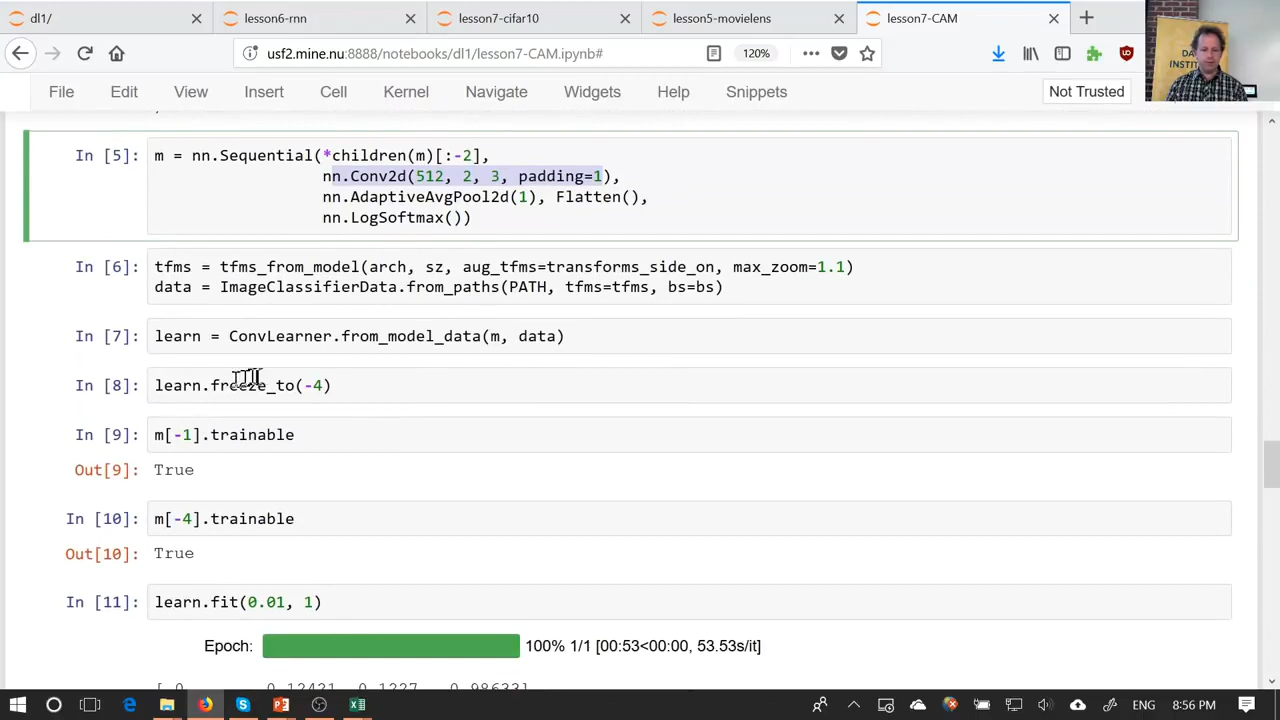 dl1/ lesson6-rnn lesson7-cifar10 lesson5-movielens lesson7-CAM
usf2.mine.nu:8888/notebooks/dl1/lesson7-CAM.ipynb# 120%
File Edit View Insert Cell Kernel Navigate Widgets Help Snippets Not Trusted
In [5]: m = nn.Sequential(*children(m)[:-2],
nn.Conv2d(512, 2, 3, padding=1),
nn.AdaptiveAvgPool2d(1), Flatten(),
nn.LogSoftmax())
In [6]: tfms = tfms_from_model(arch, sz, aug_tfms=transforms_side_on, max_zoom=1.1)
data = ImageClassifierData.from_paths(PATH, tfms=tfms, bs=bs)
In [7]: learn = ConvLearner.from_model_data(m, data)
In [8]: learn.freeze_to(-4)
In [9]: m[-1].trainable
Out[9]: True
In [10]: m[-4].trainable
Out[10]: True
In [11]: learn.fit(0.01, 1)
Epoch: 100% 1/1 [00:53<00:00, 53.53s/it]
ENG 8:56 PM